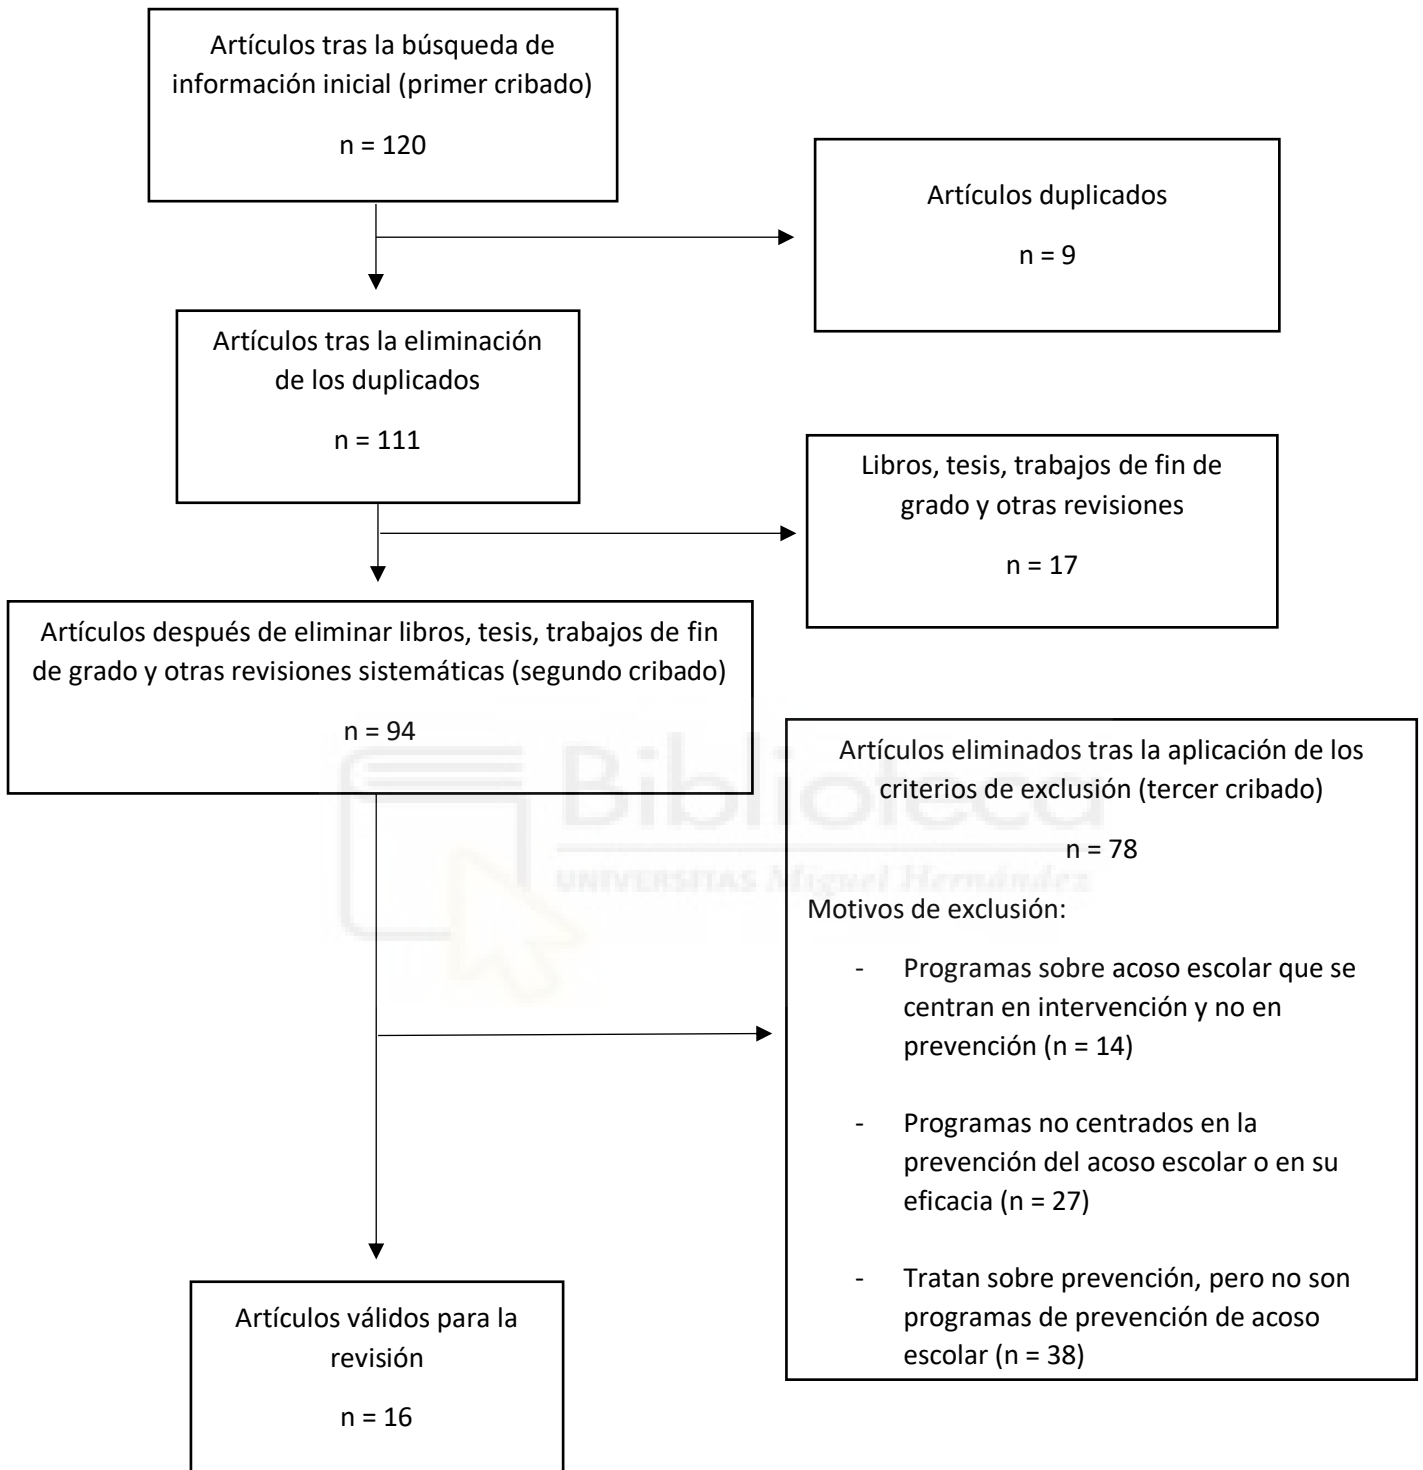 Artículos tras la búsqueda de
información inicial (primer cribado)
n = 120
Artículos duplicados
n = 9
Artículos tras la eliminación
de los duplicados
n = 111
Libros, tesis, trabajos de fin de
grado y otras revisiones
n = 17
Artículos después de eliminar libros, tesis, trabajos de fin
de grado y otras revisiones sistemáticas (segundo cribado)
n = 94
Artículos eliminados tras la aplicación de los
criterios de exclusión (tercer cribado)
n = 78
Motivos de exclusión:
- Programas sobre acoso escolar que se
centran en intervención y no en
prevención (n = 14)
- Programas no centrados en la
prevención del acoso escolar o en su
eficacia (n = 27)
- Tratan sobre prevención, pero no son
programas de prevención de acoso
escolar (n = 38)
Artículos válidos para la
revisión
n = 16
Biblioteca
UNIVERSITAS Miguel Hernández